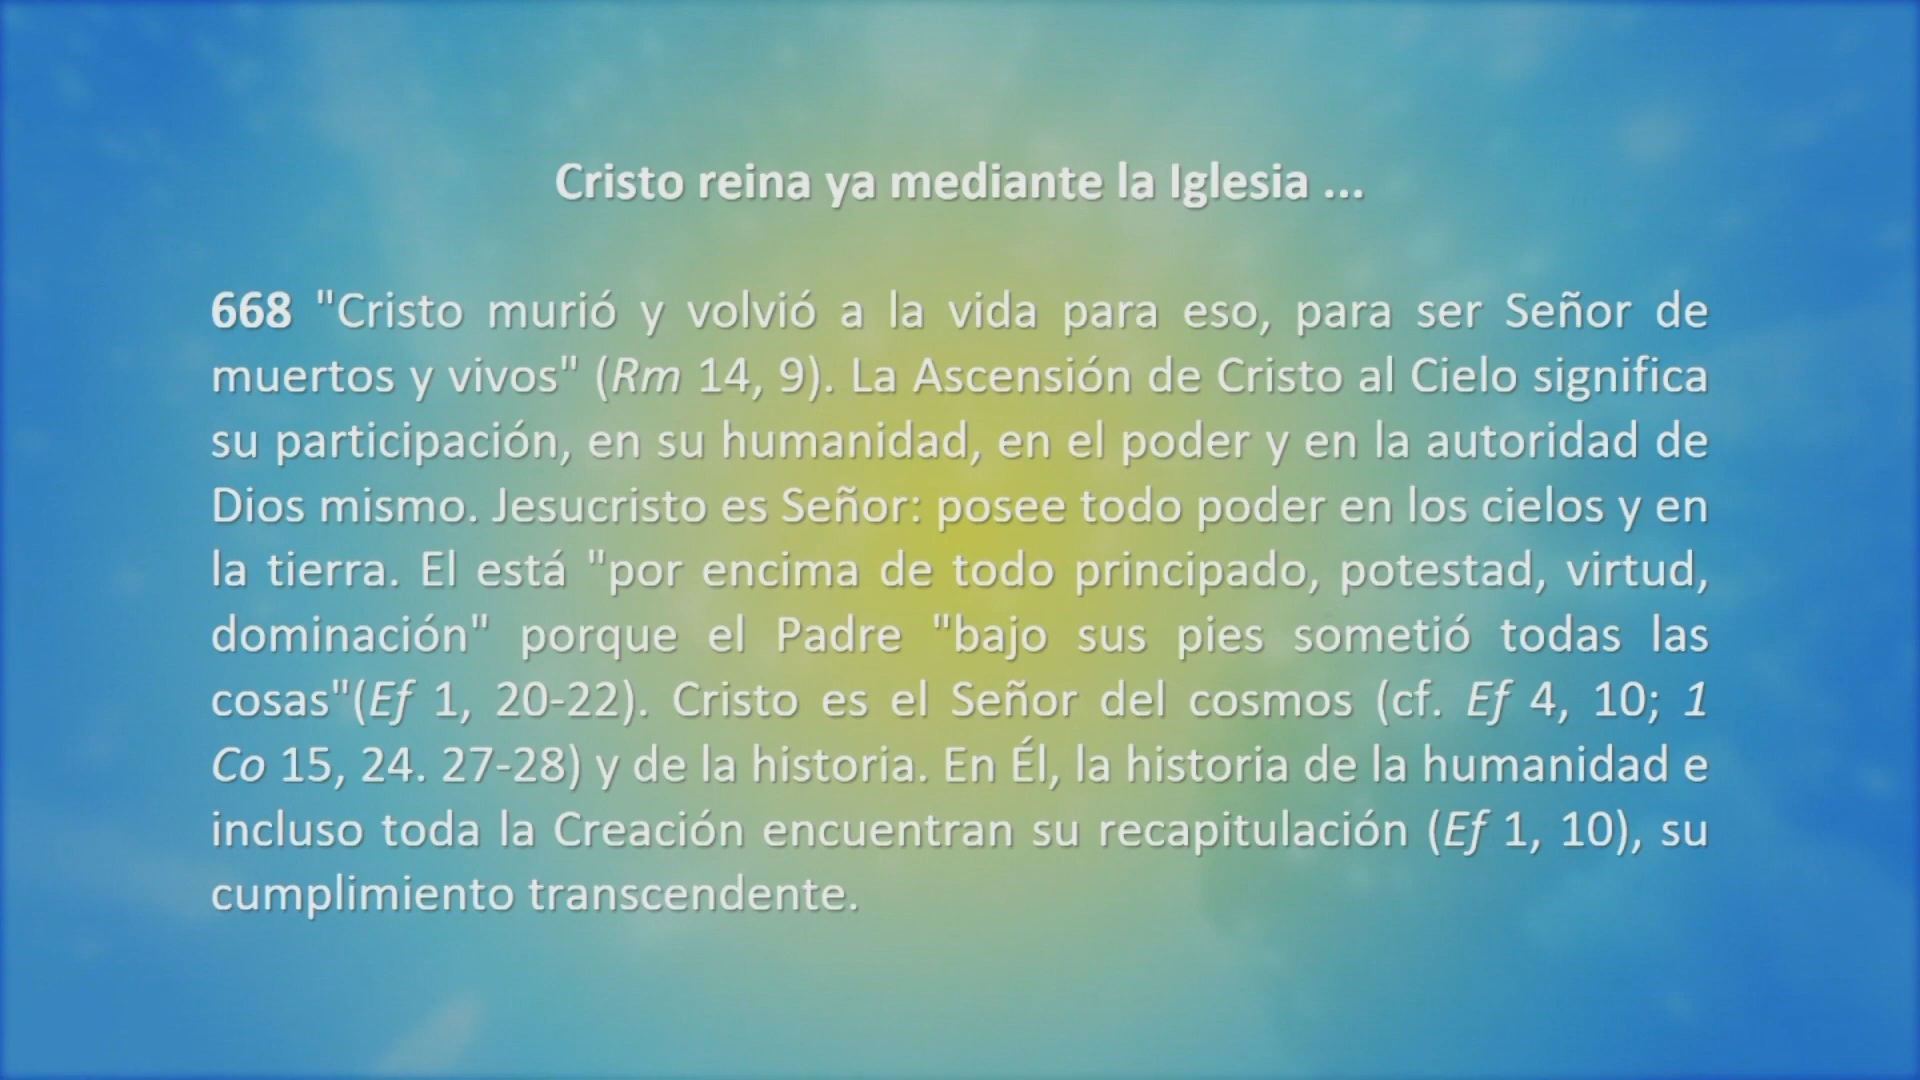 Cristo reina ya mediante la Iglesia ...
668 "Cristo murió y volvió a la vida para eso, para ser Señor de
muertos y vivos" (Rm 14, 9). La Ascensión de Cristo al Cielo significa
su participación, en su humanidad, en el poder y en la autoridad de
Dios mismo. Jesucristo es Señor: posee todo poder en los cielos y en
la tierra. El está "por encima de todo principado, potestad, virtud,
dominación" porque el Padre "bajo sus pies sometió todas las
cosas"(Ef 1, 20-22). Cristo es el Señor del cosmos (cf. Ef 4, 10; 1
Co 15, 24. 27-28) y de la historia. En Él, la historia de la humanidad e
incluso toda la Creación encuentran su recapitulación (Ef 1, 10), su
cumplimiento transcendente.